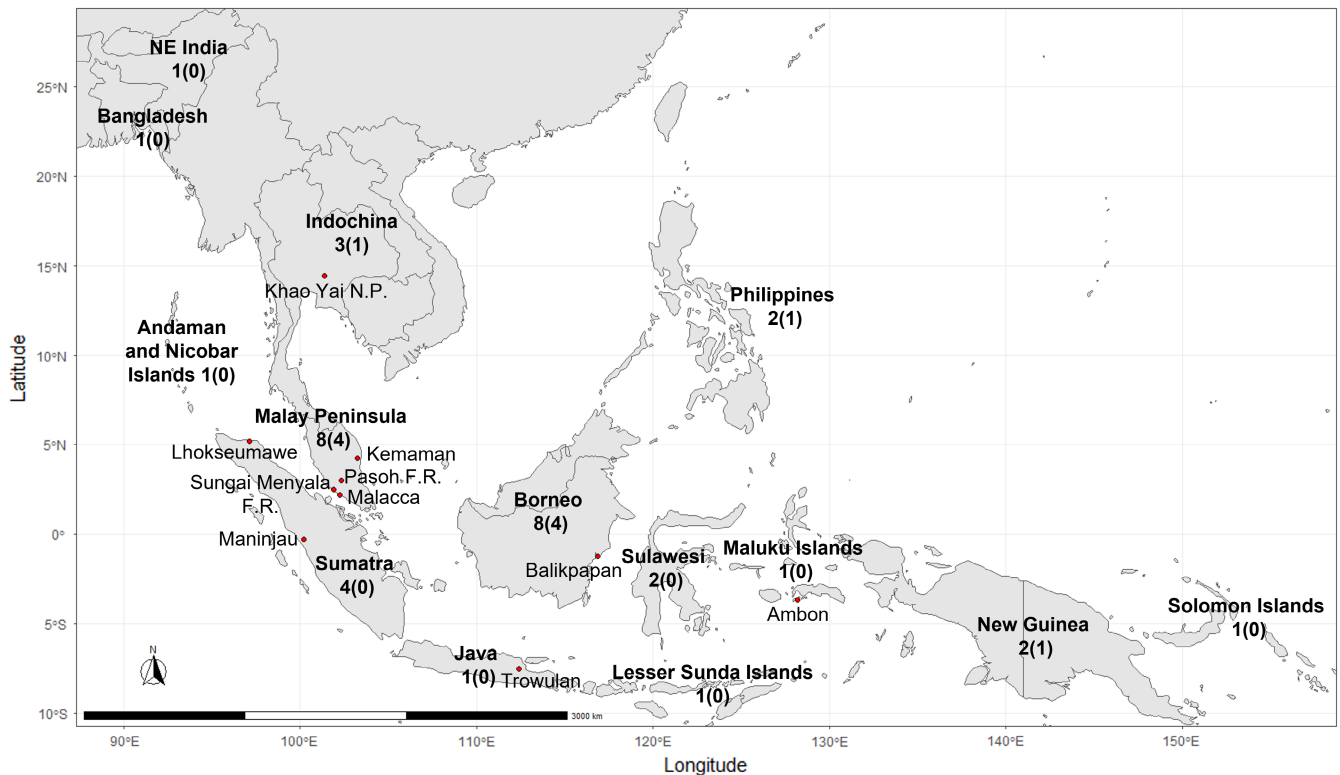 NE India
1(0)
Bangladesh
1(0)
Indochina
3(1)
Khao Yai N.P.
Philippines
2(1)
Andaman
and Nicobar
Islands 1(0)
Malay Peninsula
8(4)
Lhokseumawe
Kemaman
Pasoh F.R.
Sungai Menyala
F.R.
Malacca
Maninjau
Sumatra
4(0)
Borneo
8(4)
Balikpapan
Sulawesi
2(0)
Maluku Islands
1(0)
Ambon
New Guinea
2(1)
Solomon Islands
1(0)
Java
1(0)
Trowulan
Lesser Sunda Islands
1(0)
N
3000 km
25°N
20°N
15°N
10°N
5°N
0°
5°S
10°S
Latitude
90°E
100°E
110°E
120°E
130°E
140°E
150°E
Longitude